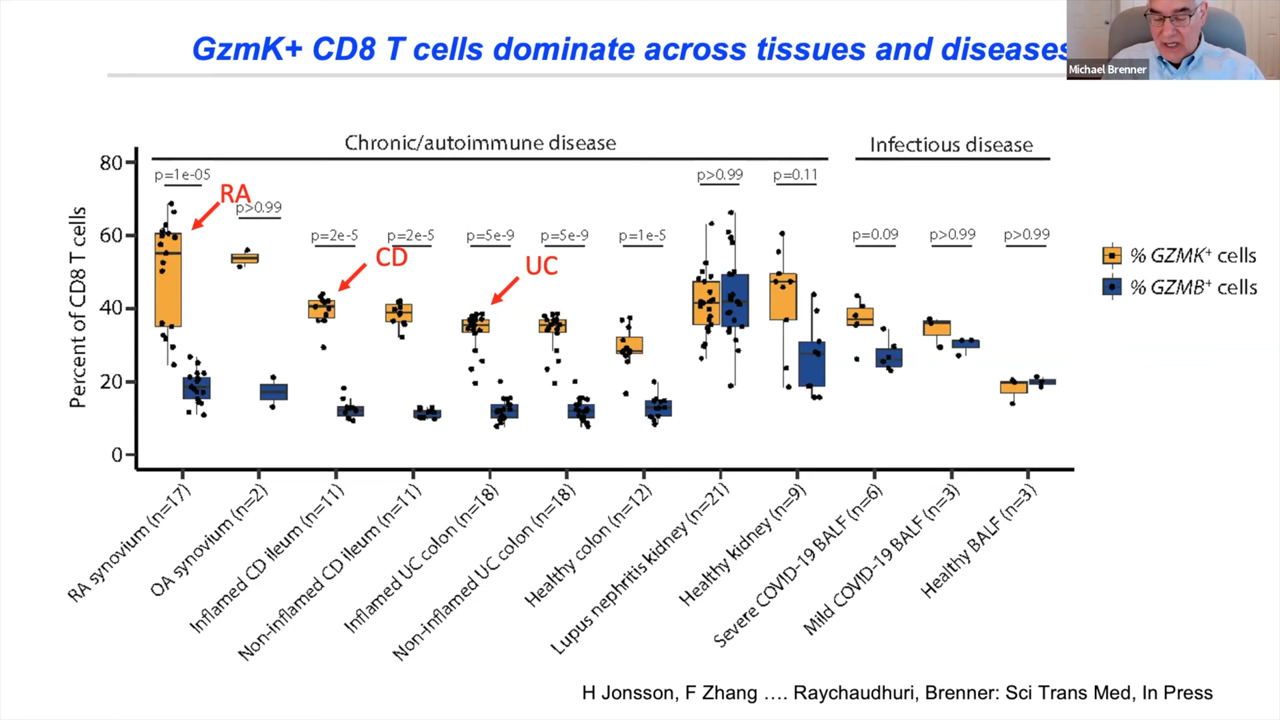 GzmK+ CD8 T cells dominate across tissues and diseases
Michael Brenner
Chronic/autoimmune disease
Infectious disease
Percent of CD8 T cells
80
60
40
20
0
p=1e-05
p>0.99
p=2e-5
p=2e-5
p=5e-9
p=5e-9
p=1e-5
p>0.99
p=0.11
p=0.09
p>0.99
p>0.99
RA
CD
UC
% GZMK+ cells
% GZMB+ cells
RA synovium (n=17)
OA synovium (n=2)
Inflamed CD ileum (n=11)
Non-inflamed CD ileum (n=11)
Inflamed UC colon (n=18)
Non-inflamed UC colon (n=18)
Healthy colon (n=12)
Lupus nephritis kidney (n=21)
Healthy kidney (n=9)
Severe COVID-19 BALF (n=6)
Mild COVID-19 BALF (n=3)
Healthy BALF (n=3)
H Jonsson, F Zhang …. Raychaudhuri, Brenner: Sci Trans Med, In Press